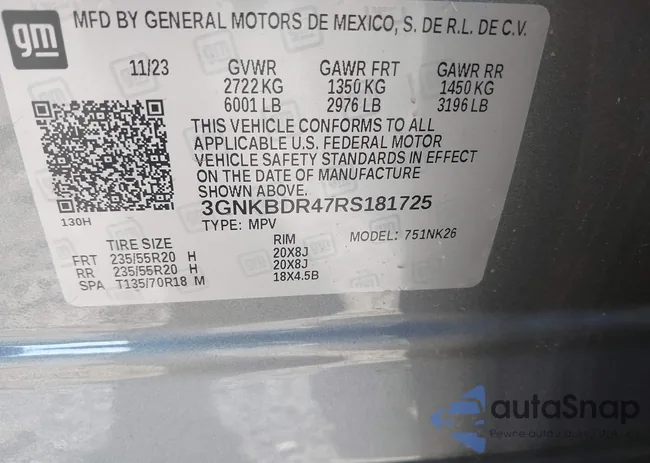 gm
MFD BY GENERAL MOTORS DE MEXICO, S. DE R.L. DE C.V.
11/23 GVWR GAWR FRT GAWR RR
2722 KG 1350 KG 1450 KG
6001 LB 2976 LB 3196 LB
THIS VEHICLE CONFORMS TO ALL
APPLICABLE U.S. FEDERAL MOTOR
VEHICLE SAFETY STANDARDS IN EFFECT
ON THE DATE OF MANUFACTURE
SHOWN ABOVE.
130H
3GNKBDR47RS181725
TYPE: MPV MODEL: 751NK26
TIRE SIZE RIM
FRT 235/55R20 H 20X8J
RR 235/55R20 H 20X8J
SPA T135/70R18 M 18X4.5B
autoSnap
Pewne-auto